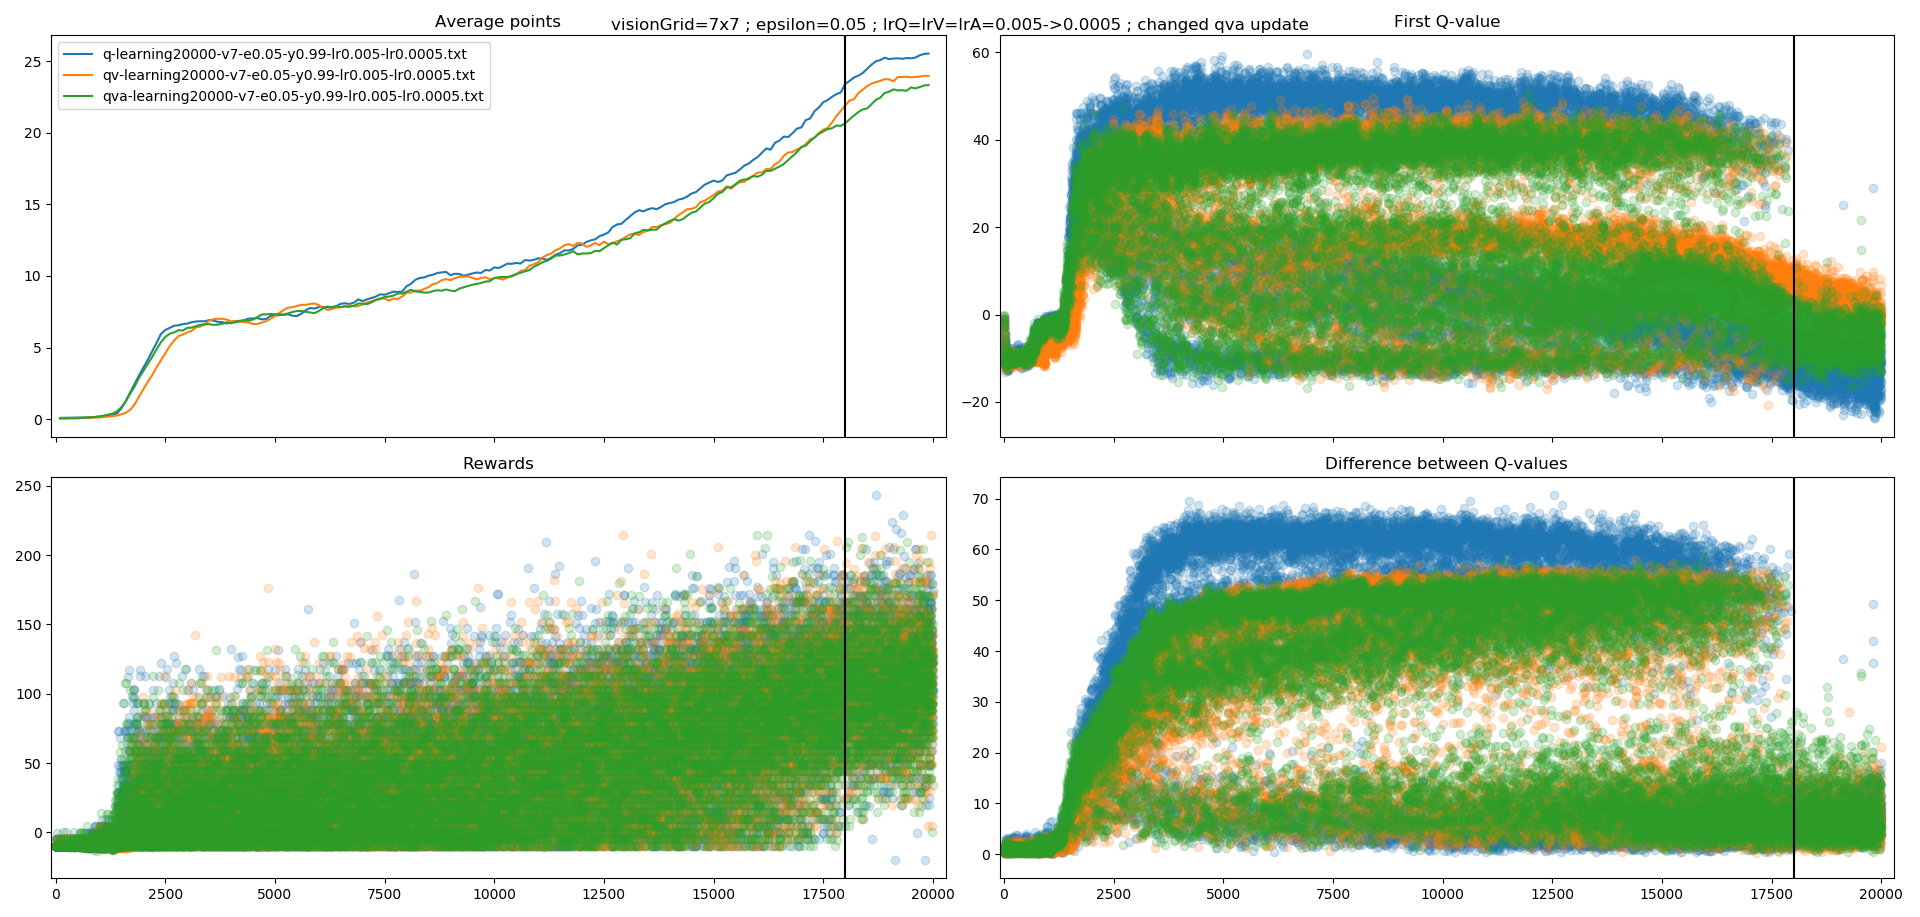 visionGrid=7x7 ; epsilon=0.05 ; lrQ=lrV=lrA=0.005->0.0005 ; changed qva update
Average points
q-learning20000-v7-e0.05-y0.99-lr0.005-lr0.0005.txt
qv-learning20000-v7-e0.05-y0.99-lr0.005-lr0.0005.txt
qva-learning20000-v7-e0.05-y0.99-lr0.005-lr0.0005.txt
25
20
15
10
5
0
First Q-value
60
40
20
0
−20
Rewards
250
200
150
100
50
0
0 2500 5000 7500 10000 12500 15000 17500 20000
Difference between Q-values
70
60
50
40
30
20
10
0
0 2500 5000 7500 10000 12500 15000 17500 20000